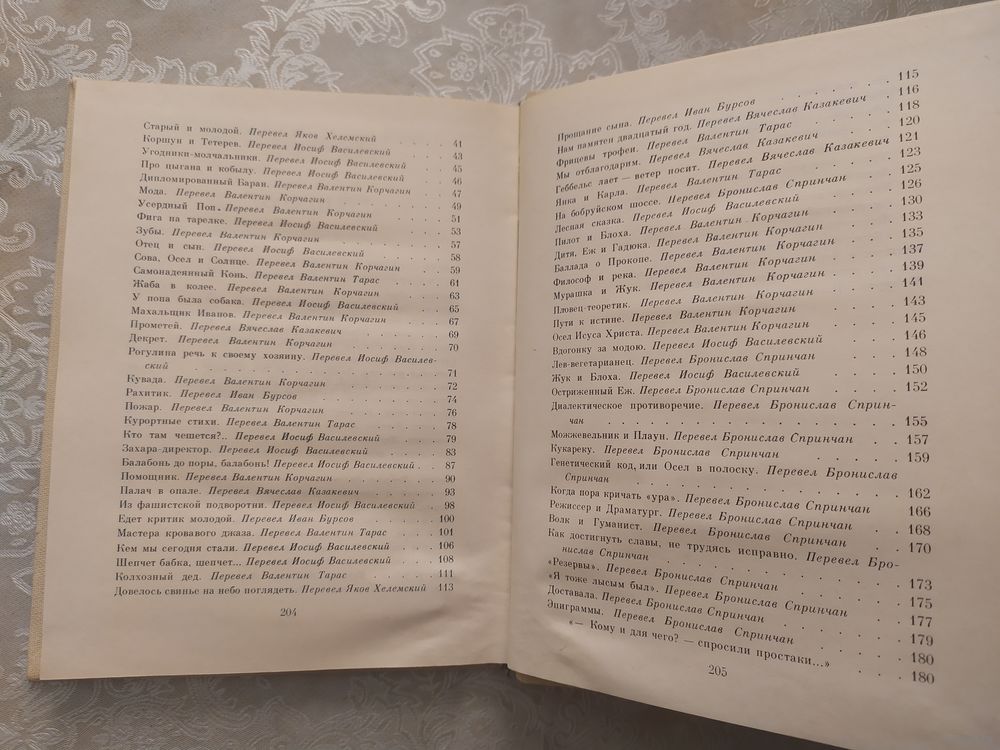 Старый и молодой. Перевел Яков Хелемский 41
Коршун и Тетерев. Перевел Иосиф Василевский 43
Угодники-молчальники. Перевел Иосиф Василевский 45
Про цыгана и кобылу. Перевел Иосиф Василевский 46
Дипломированный Баран. Перевел Валентин Корчагин 47
Мода. Перевел Валентин Корчагин 49
Усердный Поп. Перевел Валентин Корчагин 51
Фига на тарелке. Перевел Иосиф Василевский 53
Зубы. Перевел Валентин Корчагин 57
Отец и сын. Перевел Иосиф Василевский 58
Сова, Осел и Солнце. Перевел Валентин Корчагин 59
Самонадеянный Конь. Перевел Валентин Тарас 61
Жаба в колее. Перевел Валентин Корчагин 63
У попа была собака. Перевел Иосиф Василевский 65
Махальщик Иванов. Перевел Валентин Корчагин 67
Прометей. Перевел Вячеслав Казакевич 69
Декрет. Перевел Валентин Корчагин 70
Рогулина речь к своему хозяину. Перевел Иосиф Василев-
ский 71
Кувада. Перевел Валентин Корчагин 72
Рахитик. Перевел Иван Бурсов 74
Пожар. Перевел Валентин Корчагин 76
Курортные стихи. Перевел Валентин Тарас 78
Кто там чешется?.. Перевел Иосиф Василевский 79
Захара-директор. Перевел Иосиф Василевский 83
Балабонь до поры, балабонь! Перевел Иосиф Василевский 87
Помощник. Перевел Валентин Корчагин 90
Палач в опале. Перевел Вячеслав Казакевич 93
Из фашистской подворотни. Перевел Иосиф Василевский 98
Едет критик молодой. Перевел Иван Бурсов 100
Мастера кровавого джаза. Перевел Валентин Тарас 101
Кем мы сегодня стали. Перевел Иосиф Василевский 106
Шепчет бабка, шепчет... Перевел Иосиф Василевский 108
Колхозный дед. Перевел Валентин Тарас 111
Довелось свинье на небо поглядеть. Перевел Яков Хелемский 113
204
Прощание сына. Перевел Иван Бурсов 115
Нам памятен двадцатый год. Перевел Вячеслав Казакевич 116
Фрицевы трофеи. Перевел Валентин Тарас 118
Мы отблагодарим. Перевел Вячеслав Казакевич 120
Геббельс лает — ветер носит. Перевел Вячеслав Казакевич 121
Янка и Карла. Перевел Валентин Тарас 123
На бобруйском шоссе. Перевел Бронислав Спринчан 125
Лесная сказка. Перевел Иосиф Василевский 126
Пилот и Блоха. Перевел Валентин Корчагин 130
Дитя, Еж и Гадюка. Перевел Валентин Корчагин 133
Баллада о Прокопе. Перевел Валентин Корчагин 135
Философ и река. Перевел Валентин Корчагин 137
Мурашка и Жук. Перевел Валентин Корчагин 139
Пловец-теоретик. Перевел Валентин Корчагин 141
Пути к истине. Перевел Валентин Корчагин 143
Осел Исуса Христа. Перевел Валентин Корчагин 145
Вдогонку за модою. Перевел Иосиф Василевский 146
Лев-вегетарианец. Перевел Бронислав Спринчан 148
Жук и Блоха. Перевел Иосиф Василевский 150
Остриженный Еж. Перевел Бронислав Спринчан 152
Диалектическое противоречие. Перевел Бронислав Сприн-
чан 155
Можжевельник и Плаун. Перевел Бронислав Спринчан 157
Кукареку. Перевел Бронислав Спринчан 159
Генетический код, или Осел в полоску. Перевел Бронислав
Спринчан 162
Когда пора кричать «ура». Перевел Бронислав Спринчан 166
Режиссер и Драматург. Перевел Бронислав Спринчан 168
Волк и Гуманист. Перевел Бронислав Спринчан 170
Как достигнуть славы, не трудясь исправно. Перевел Бро-
нислав Спринчан 173
«Резервы». Перевел Бронислав Спринчан 175
«Я тоже лысым был». Перевел Бронислав Спринчан 177
Доставала. Перевел Бронислав Спринчан 179
Эпиграммы. Перевел Бронислав Спринчан 180
«— Кому и для чего? — спросили простаки...» 180
205